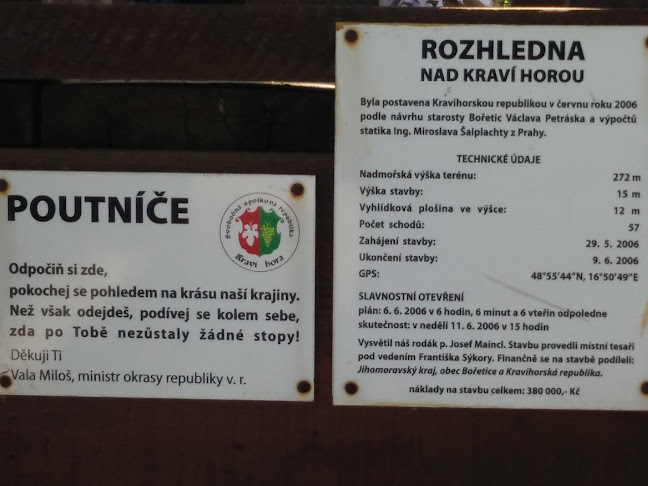 POUTNÍČE
Svobodná spolková republika
Kraví hora
Odpočiň si zde,
pokochej se pohledem na krásu naší krajiny.
Než však odejdeš, podívej se kolem sebe,
zda po Tobě nezůstaly žádné stopy!
Děkuji Ti
Vala Miloš, ministr okrasy republiky v. r.
ROZHLEDNA
NAD KRAVÍ HOROU
Byla postavena Kravihorskou republikou v červnu roku 2006
podle návrhu starosty Bořetic Václava Petráska a výpočtů
statika Ing. Miroslava Šaiplachty z Prahy.
TECHNICKÉ ÚDAJE
Nadmořská výška terénu: 272 m
Výška stavby: 15 m
Vyhlídková plošina ve výšce: 12 m
Počet schodů: 57
Zahájení stavby: 29. 5. 2006
Ukončení stavby: 9. 6. 2006
GPS: 48°55'44"N, 16°50'49"E
SLAVNOSTNÍ OTEVŘENÍ
plán: 6. 6. 2006 v 6 hodin, 6 minut a 6 vteřin odpoledne
skutečnost: v neděli 11. 6. 2006 v 15 hodin
Vysvětil náš rodák p. Josef Maincl. Stavbu provedli místní tesaři
pod vedením Františka Sýkory. Finančně se na stavbě podíleli:
Jihomoravský kraj, obec Bořetice a Kravihorská republika.
náklady na stavbu celkem: 380 000,- Kč